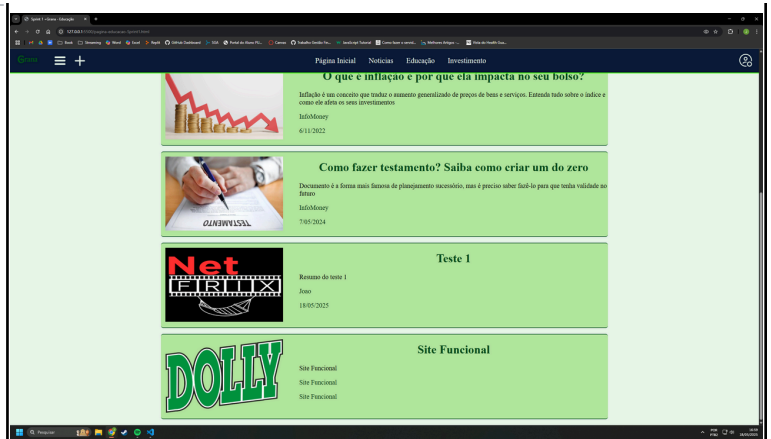 Sprint 1 -Grana - Educação
127.0.0.1
Página Inicial Noticias Educação Investimento
O que é inflação e por que ela impacta no seu bolso?
Inflação é um conceito que traduz o aumento generalizado de preços de bens e serviços. Entenda tudo sobre o índice e
como ele afeta os seus investimentos
InfoMoney
6/11/2022
TESTAMENTO
Como fazer testamento? Saiba como criar um do zero
Documento é a forma mais famosa de planejamento sucessório, mas é preciso saber fazê-lo para que tenha validade no
futuro
InfoMoney
7/05/2024
Net
FRIX
Teste 1
Resumo do teste 1
Joso
18/05/2025
DOLLY
Site Funcional
Site Funcional
Site Funcional
Site Funcional
Pesquisar